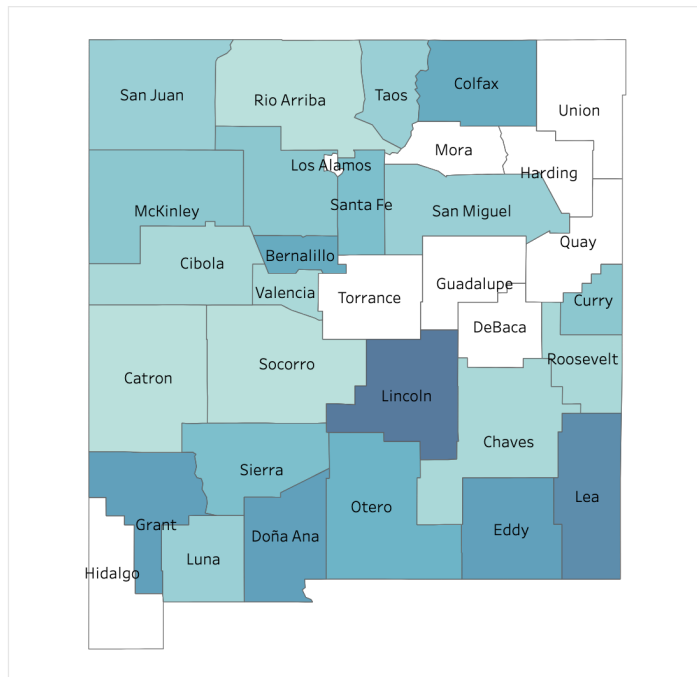 Colfax
San Juan
Taos
Rio Arriba
Union
Mora
Los Alamos
Harding
Santa Fe
McKinley
San Miguel
Quay
Bernalillo
Cibola
Guadalupe
Valencia
Torrance
Curry
DeBaca
Roosevelt
Socorro
Catron
Lincoln
Chaves
Sierra
Lea
Otero
Grant
Eddy
Doña Ana
Luna
Hidalgo